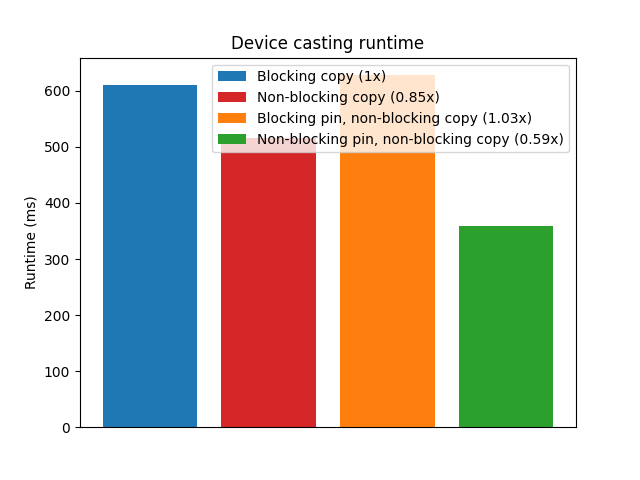 Device casting runtime
Runtime (ms)
600
500
400
300
200
100
0
Blocking copy (1x)
Non-blocking copy (0.85x)
Blocking pin, non-blocking copy (1.03x)
Non-blocking pin, non-blocking copy (0.59x)